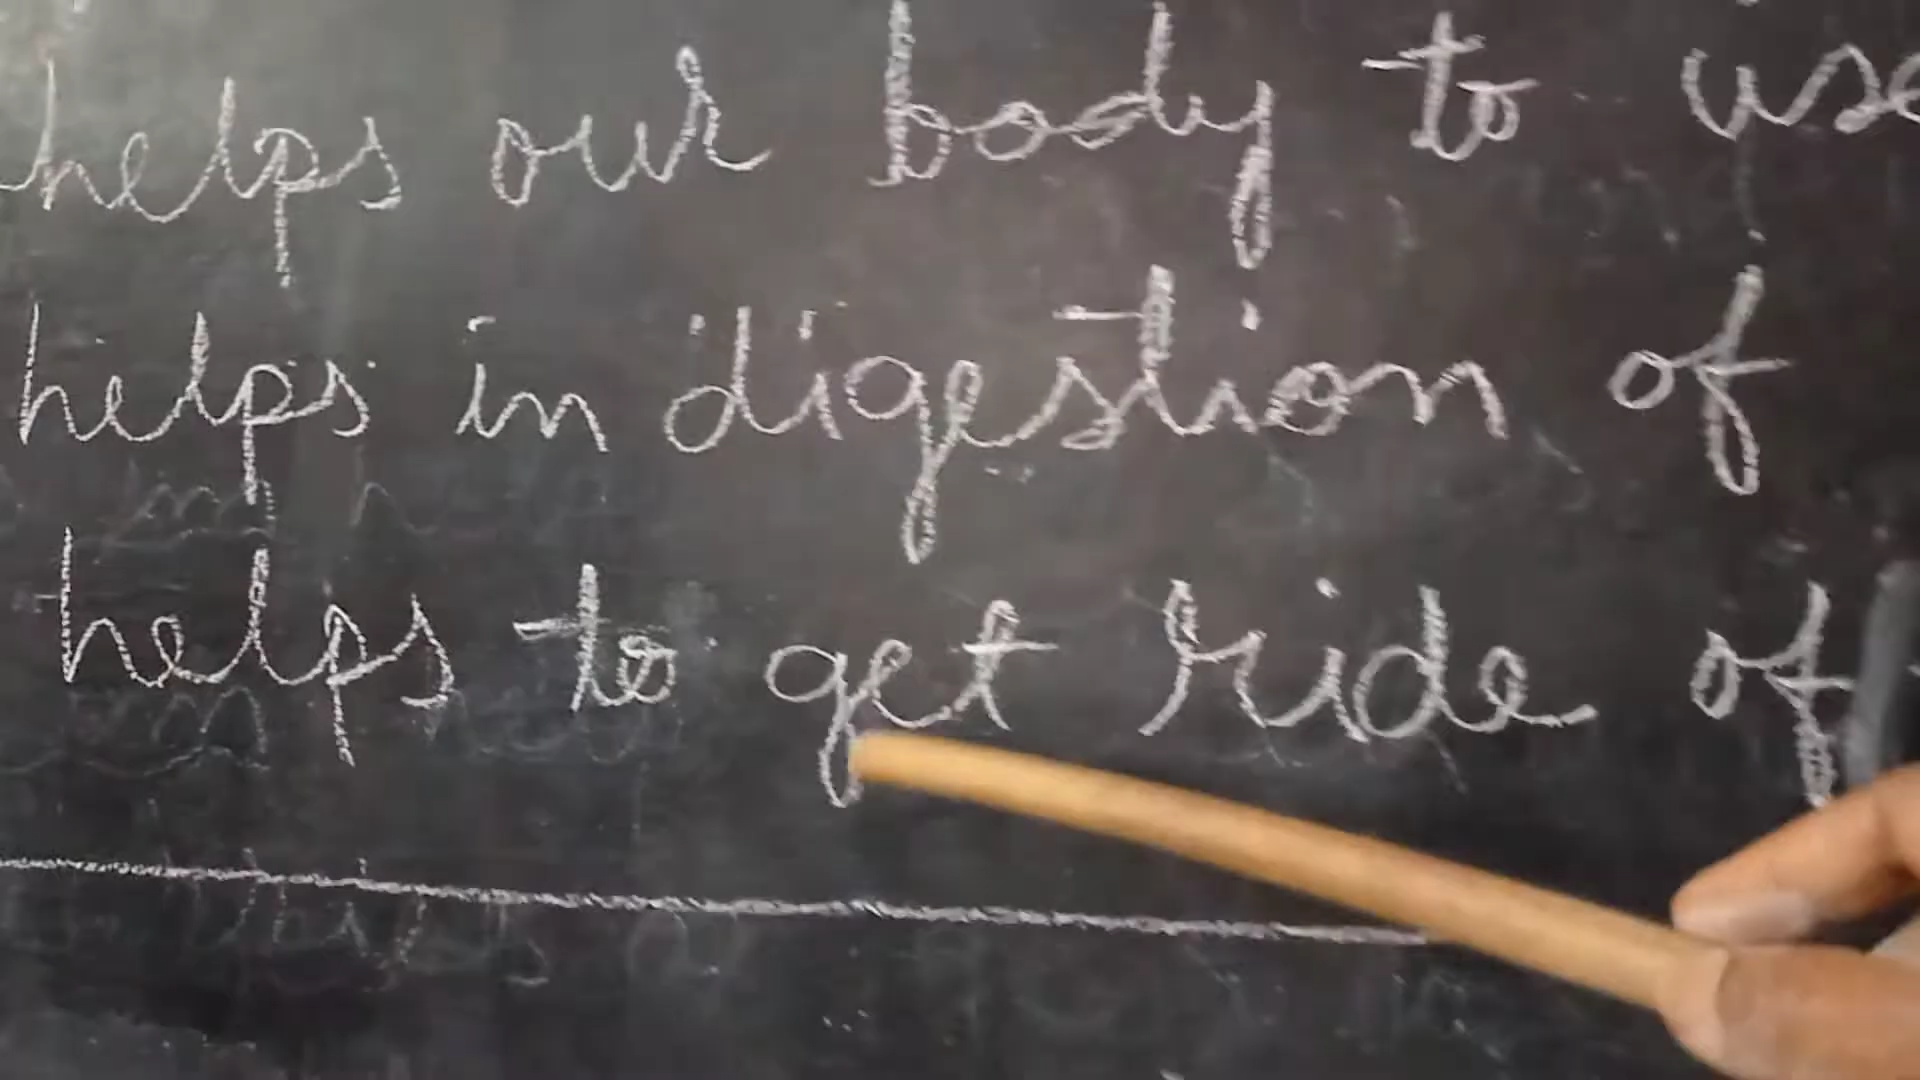 helps our body to use
helps in digestion of
helps to get ride of